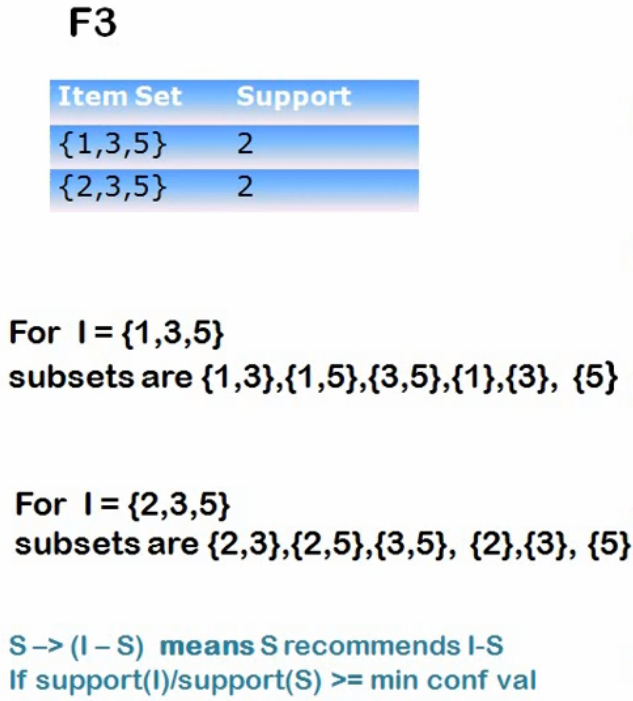 F3
Item Set Support
{1,3,5} 2
{2,3,5} 2
For I = {1,3,5}
subsets are {1,3},{1,5},{3,5},{1},{3}, {5}
For I = {2,3,5}
subsets are {2,3},{2,5},{3,5}, {2},{3}, {5}
S –> (I – S) means S recommends I-S
If support(I)/support(S) >= min conf val